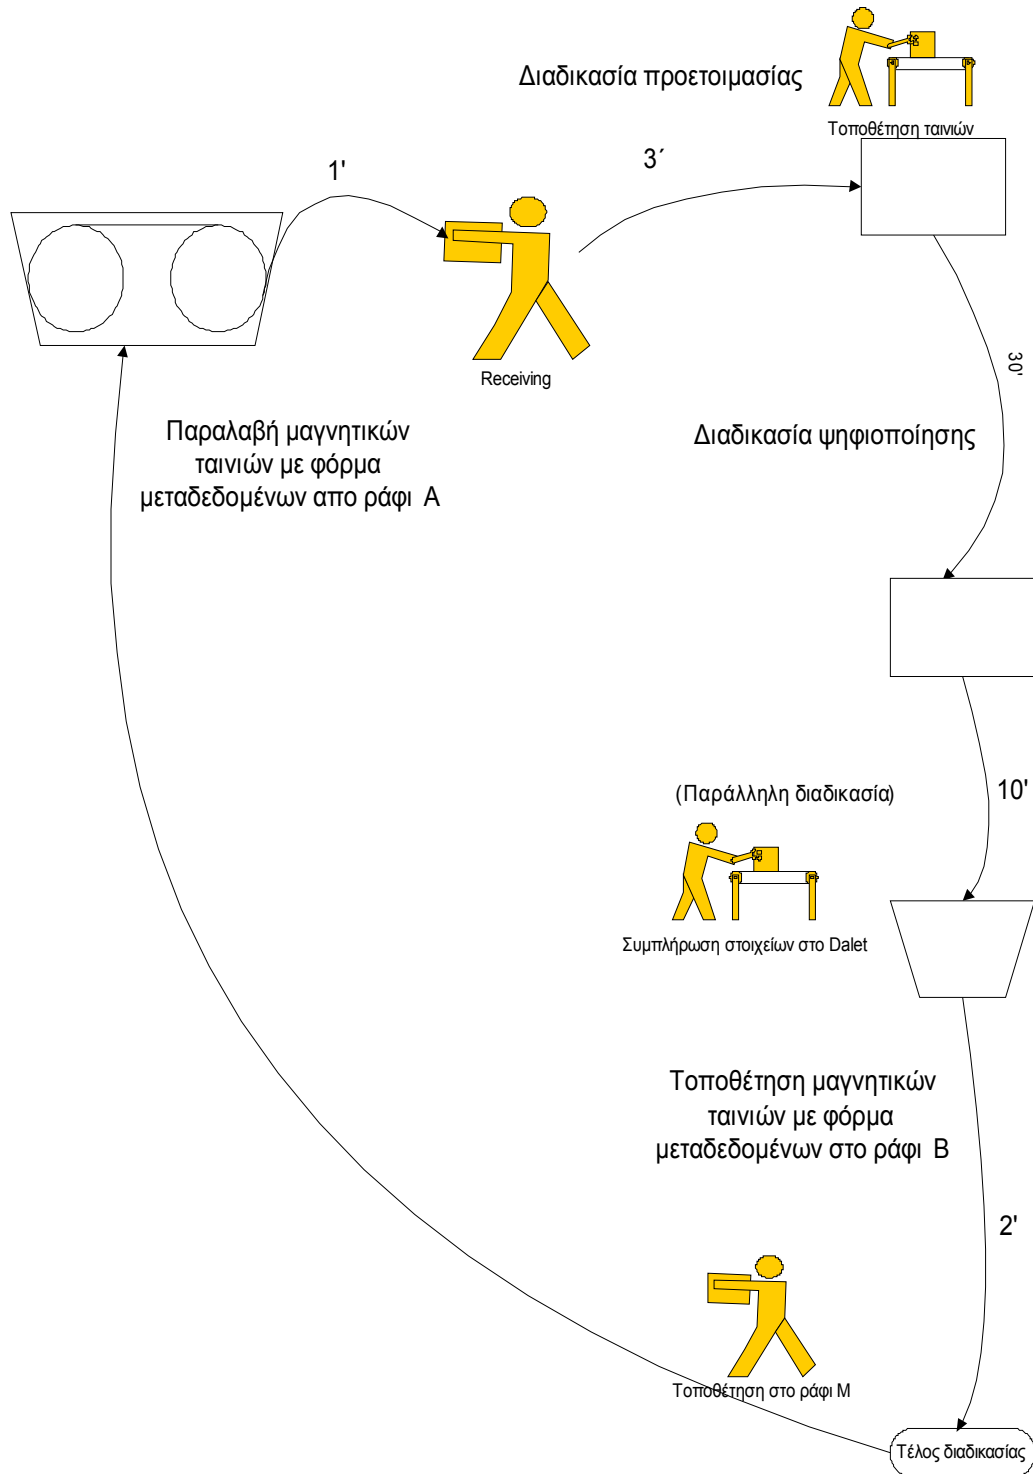 Διαδικασία προετοιμασίας
Τοποθέτηση ταινιών
1'
3΄
Receiving
30'
Παραλαβή μαγνητικών
ταινιών με φόρμα
μεταδεδομένων απο ράφι Α
Διαδικασία ψηφιοποίησης
(Παράλληλη διαδικασία)
10'
Συμπλήρωση στοιχείων στο Dalet
Τοποθέτηση μαγνητικών
ταινιών με φόρμα
μεταδεδομένων στο ράφι Β
2'
Τοποθέτηση στο ράφι Μ
Τέλος διαδικασίας